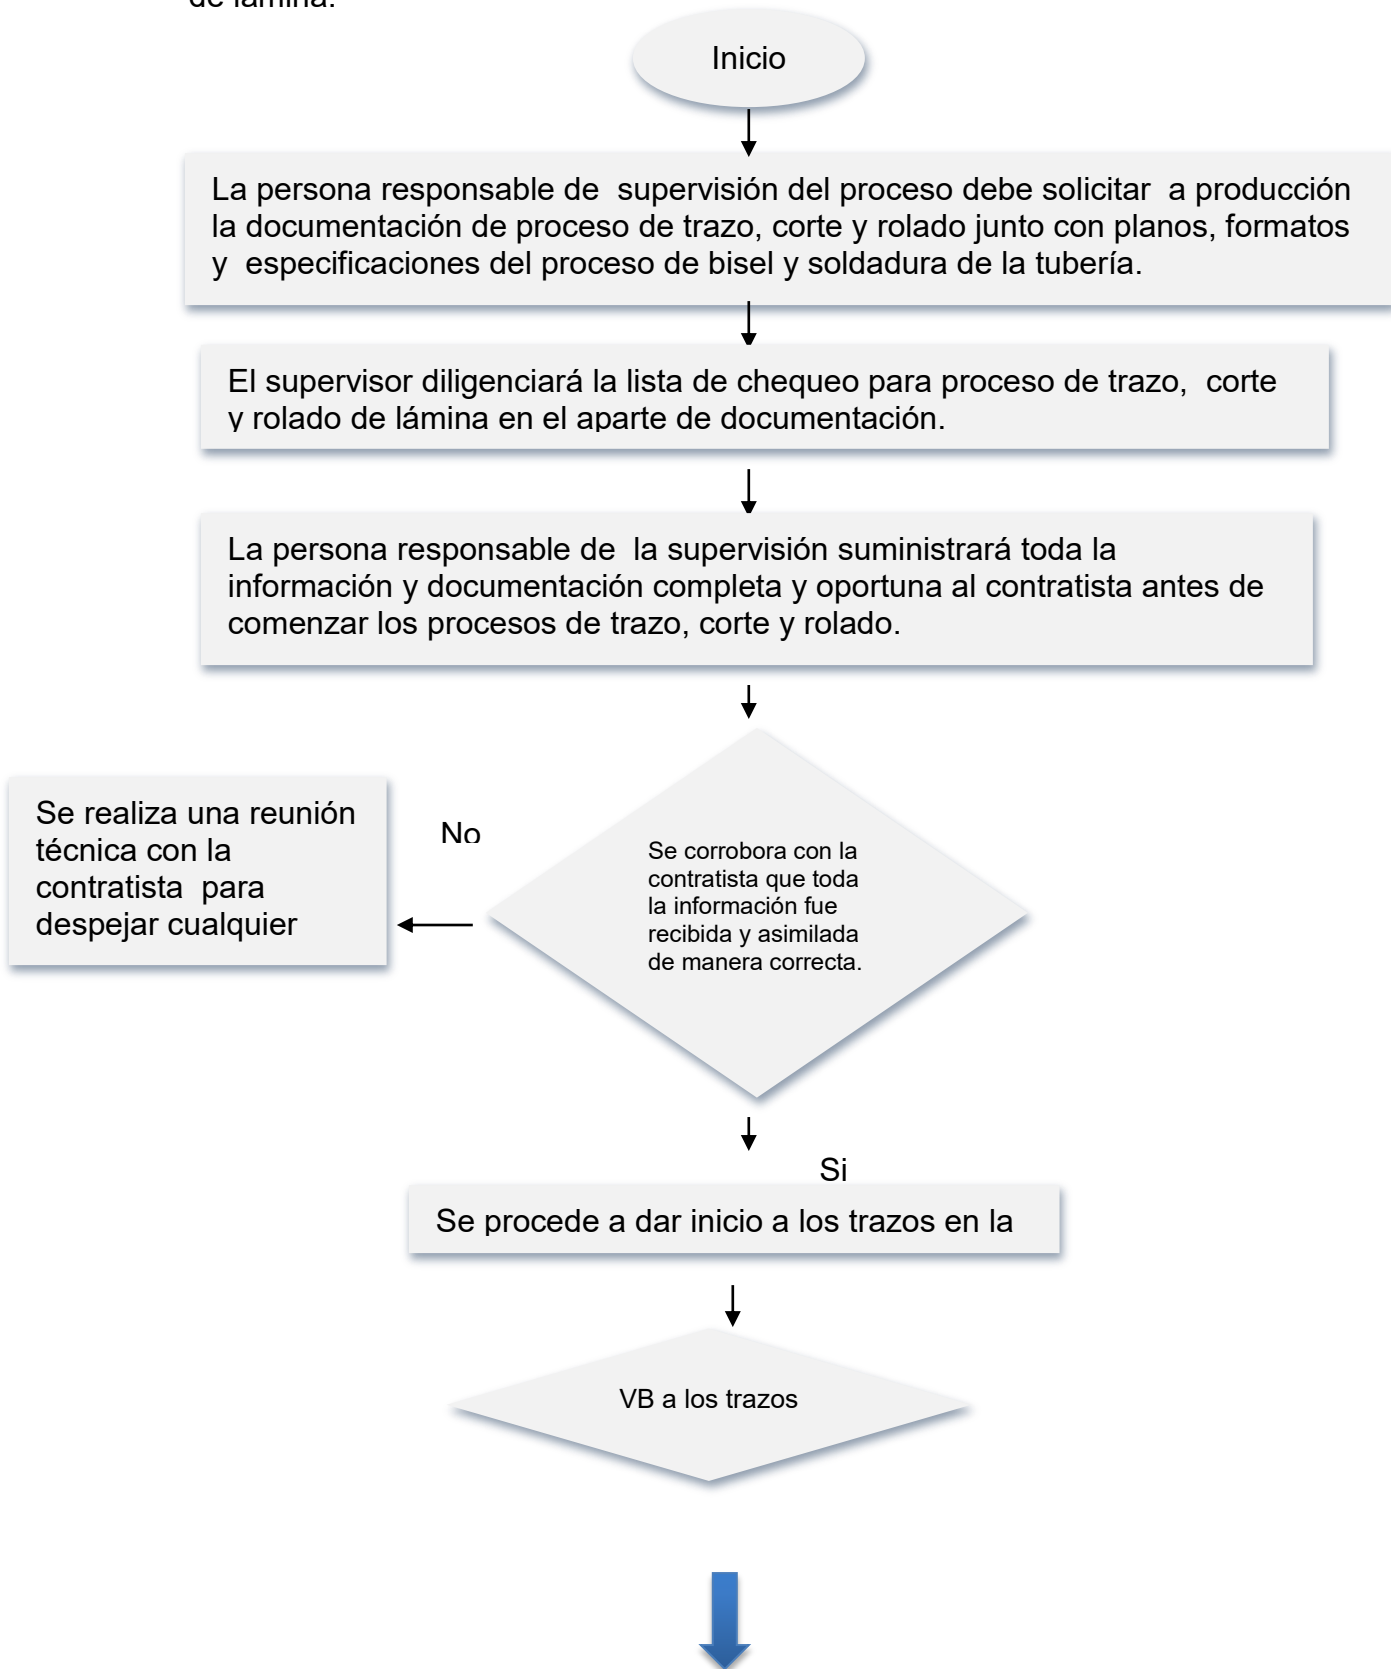 de lámina.
Inicio
La persona responsable de supervisión del proceso debe solicitar a producción
la documentación de proceso de trazo, corte y rolado junto con planos, formatos
y especificaciones del proceso de bisel y soldadura de la tubería.
El supervisor diligenciará la lista de chequeo para proceso de trazo, corte
y rolado de lámina en el aparte de documentación.
La persona responsable de la supervisión suministrará toda la
información y documentación completa y oportuna al contratista antes de
comenzar los procesos de trazo, corte y rolado.
Se realiza una reunión
técnica con la
contratista para
despejar cualquier
No
Se corrobora con la
contratista que toda
la información fue
recibida y asimilada
de manera correcta.
Si
Se procede a dar inicio a los trazos en la
VB a los trazos